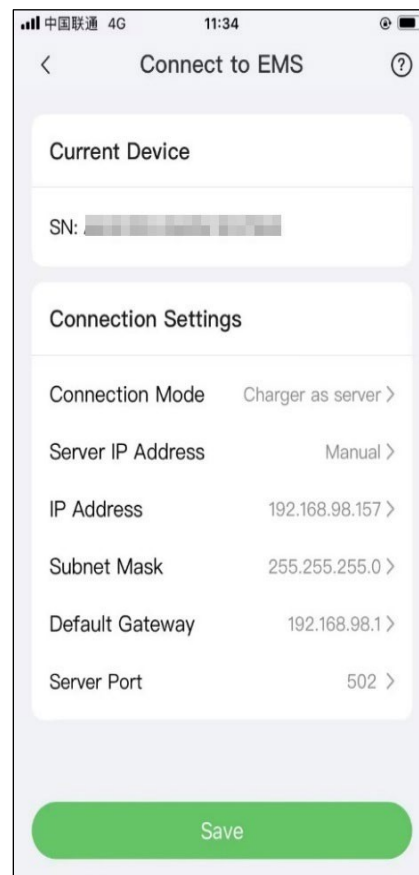 中国联通 4G 11:34
Connect to EMS ?
Current Device
SN:
Connection Settings
Connection Mode Charger as server >
Server IP Address Manual >
IP Address 192.168.98.157 >
Subnet Mask 255.255.255.0 >
Default Gateway 192.168.98.1 >
Server Port 502 >
Save